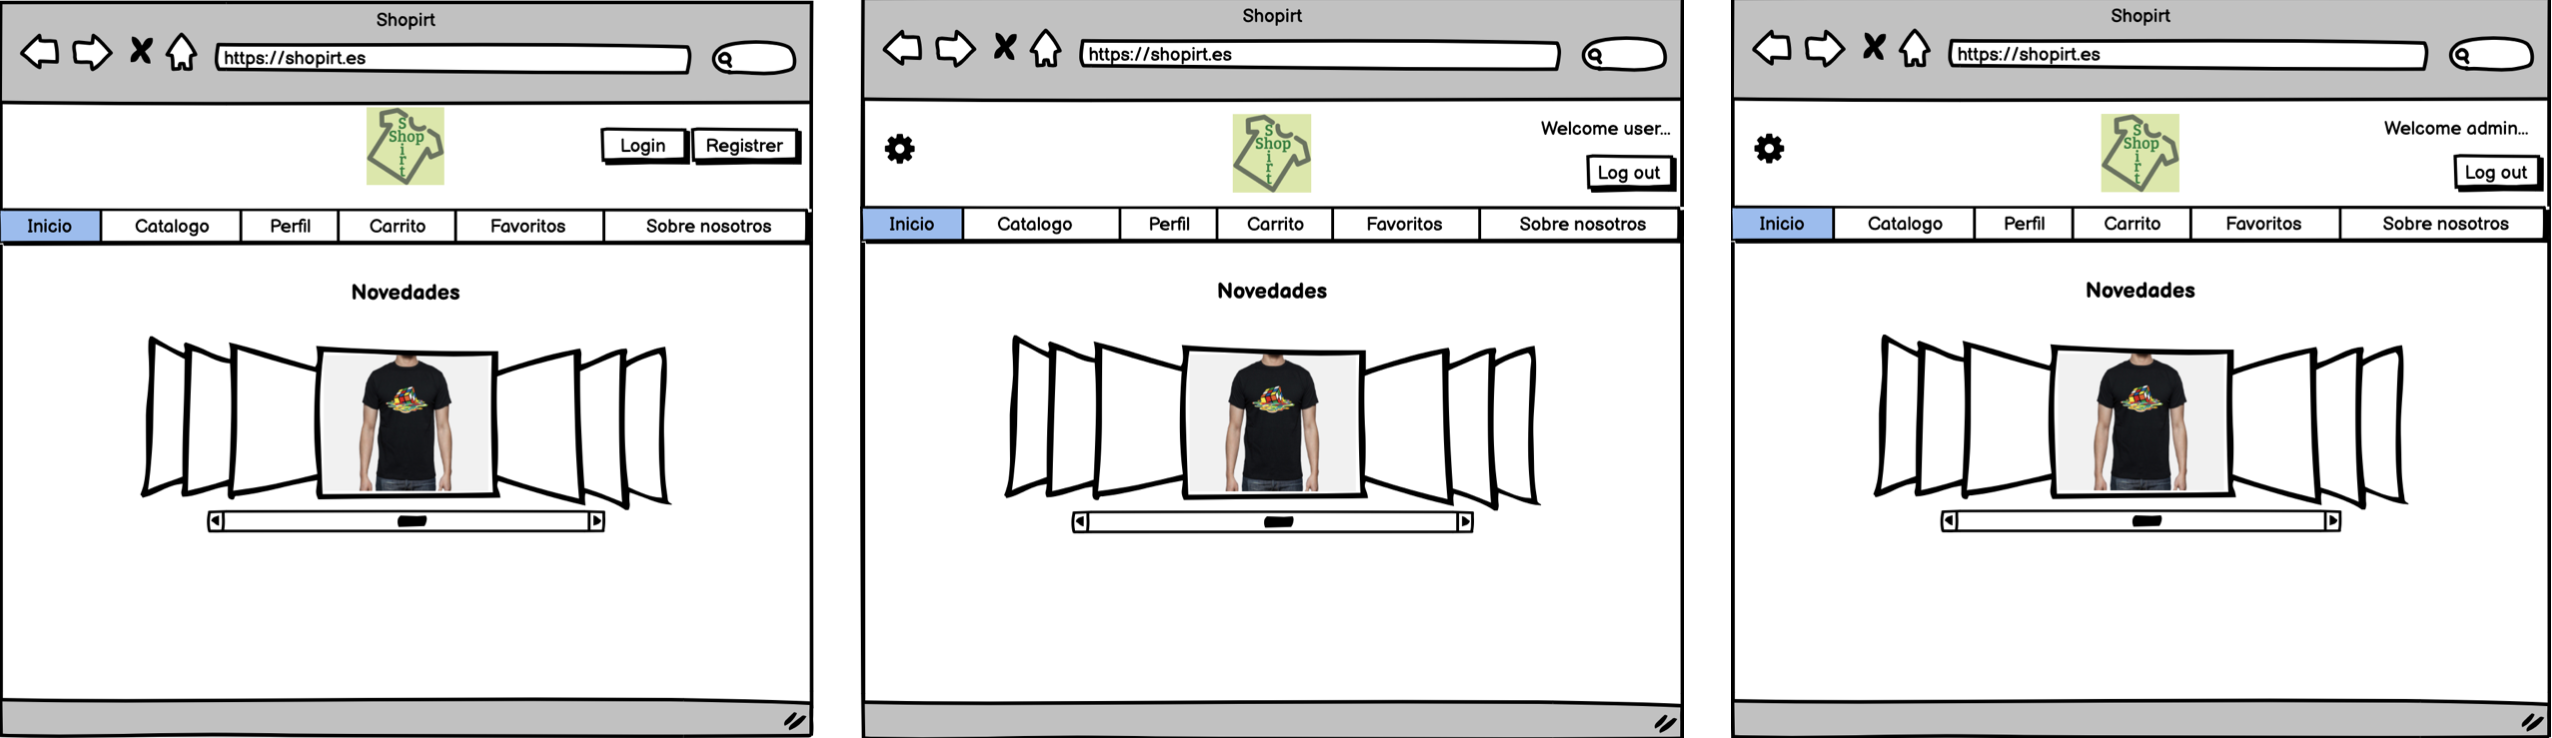 Shopirt
https://shopirt.es
S
Shop
i
r
t
Login
Registrer
Inicio
Catalogo
Perfil
Carrito
Favoritos
Sobre nosotros
Novedades
Shopirt
https://shopirt.es
Welcome user...
S
Shop
i
r
t
Log out
Inicio
Catalogo
Perfil
Carrito
Favoritos
Sobre nosotros
Novedades
Shopirt
https://shopirt.es
Welcome admin...
S
Shop
i
r
t
Log out
Inicio
Catalogo
Perfil
Carrito
Favoritos
Sobre nosotros
Novedades